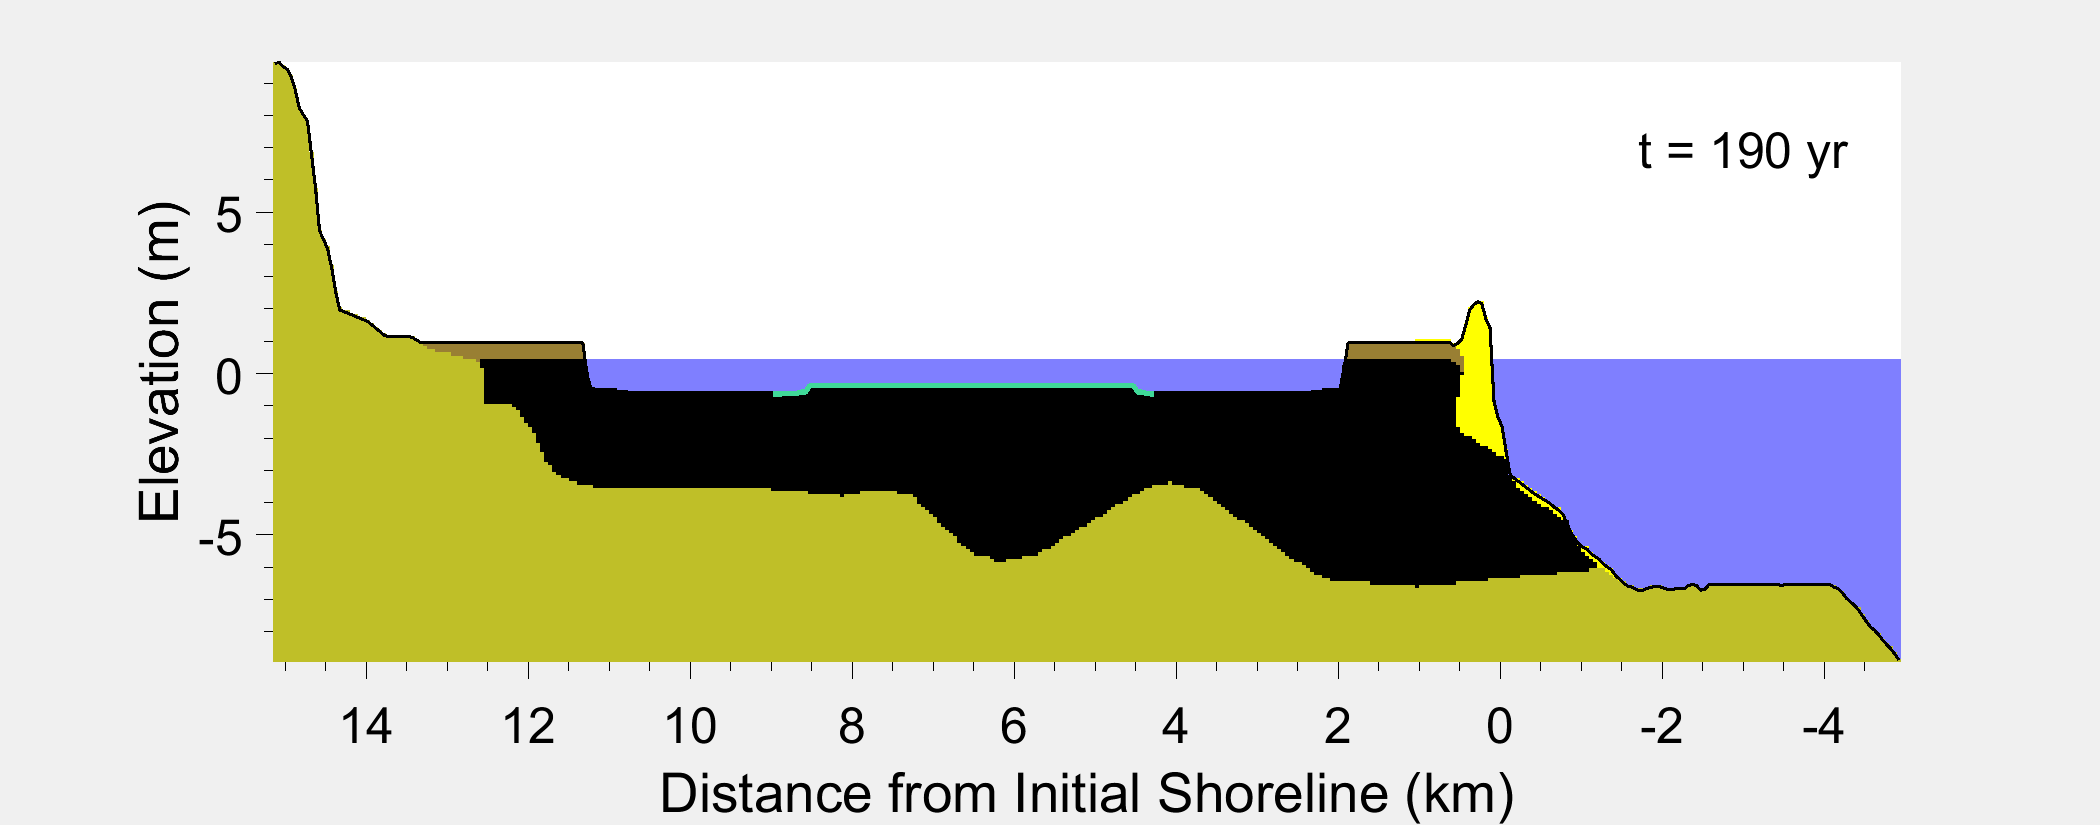 t = 190 yr
Elevation (m)
5
0
-5
14 12 10 8 6 4 2 0 -2 -4
Distance from Initial Shoreline (km)